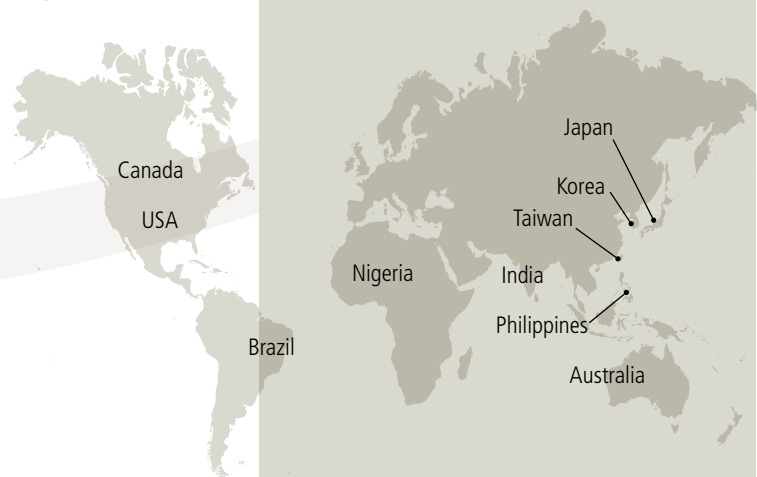 Japan
Canada
Korea
USA
Taiwan
Nigeria
India
Philippines
Brazil
Australia